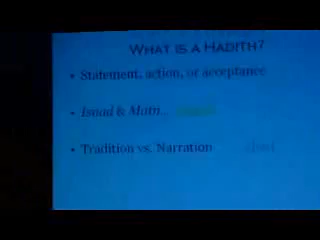 WHAT IS A HADITH?
• Statement, action, or acceptance
• Isnad & Matn...
• Tradition vs. Narration